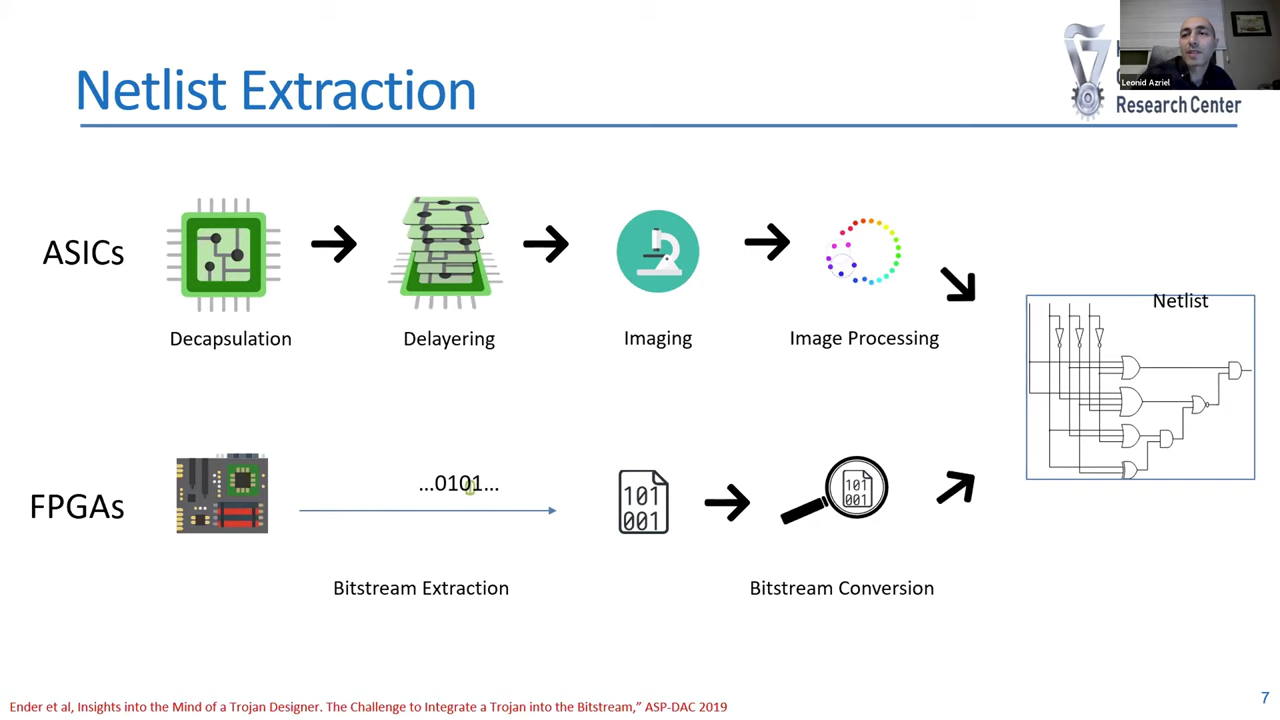 Netlist Extraction
Leonid Azriel
Research Center
ASICs
Decapsulation
Delayering
Imaging
Image Processing
Netlist
FPGAs
...0101...
101
001
101
001
Bitstream Extraction
Bitstream Conversion
Ender et al, Insights into the Mind of a Trojan Designer. The Challenge to Integrate a Trojan into the Bitstream,” ASP-DAC 2019
7